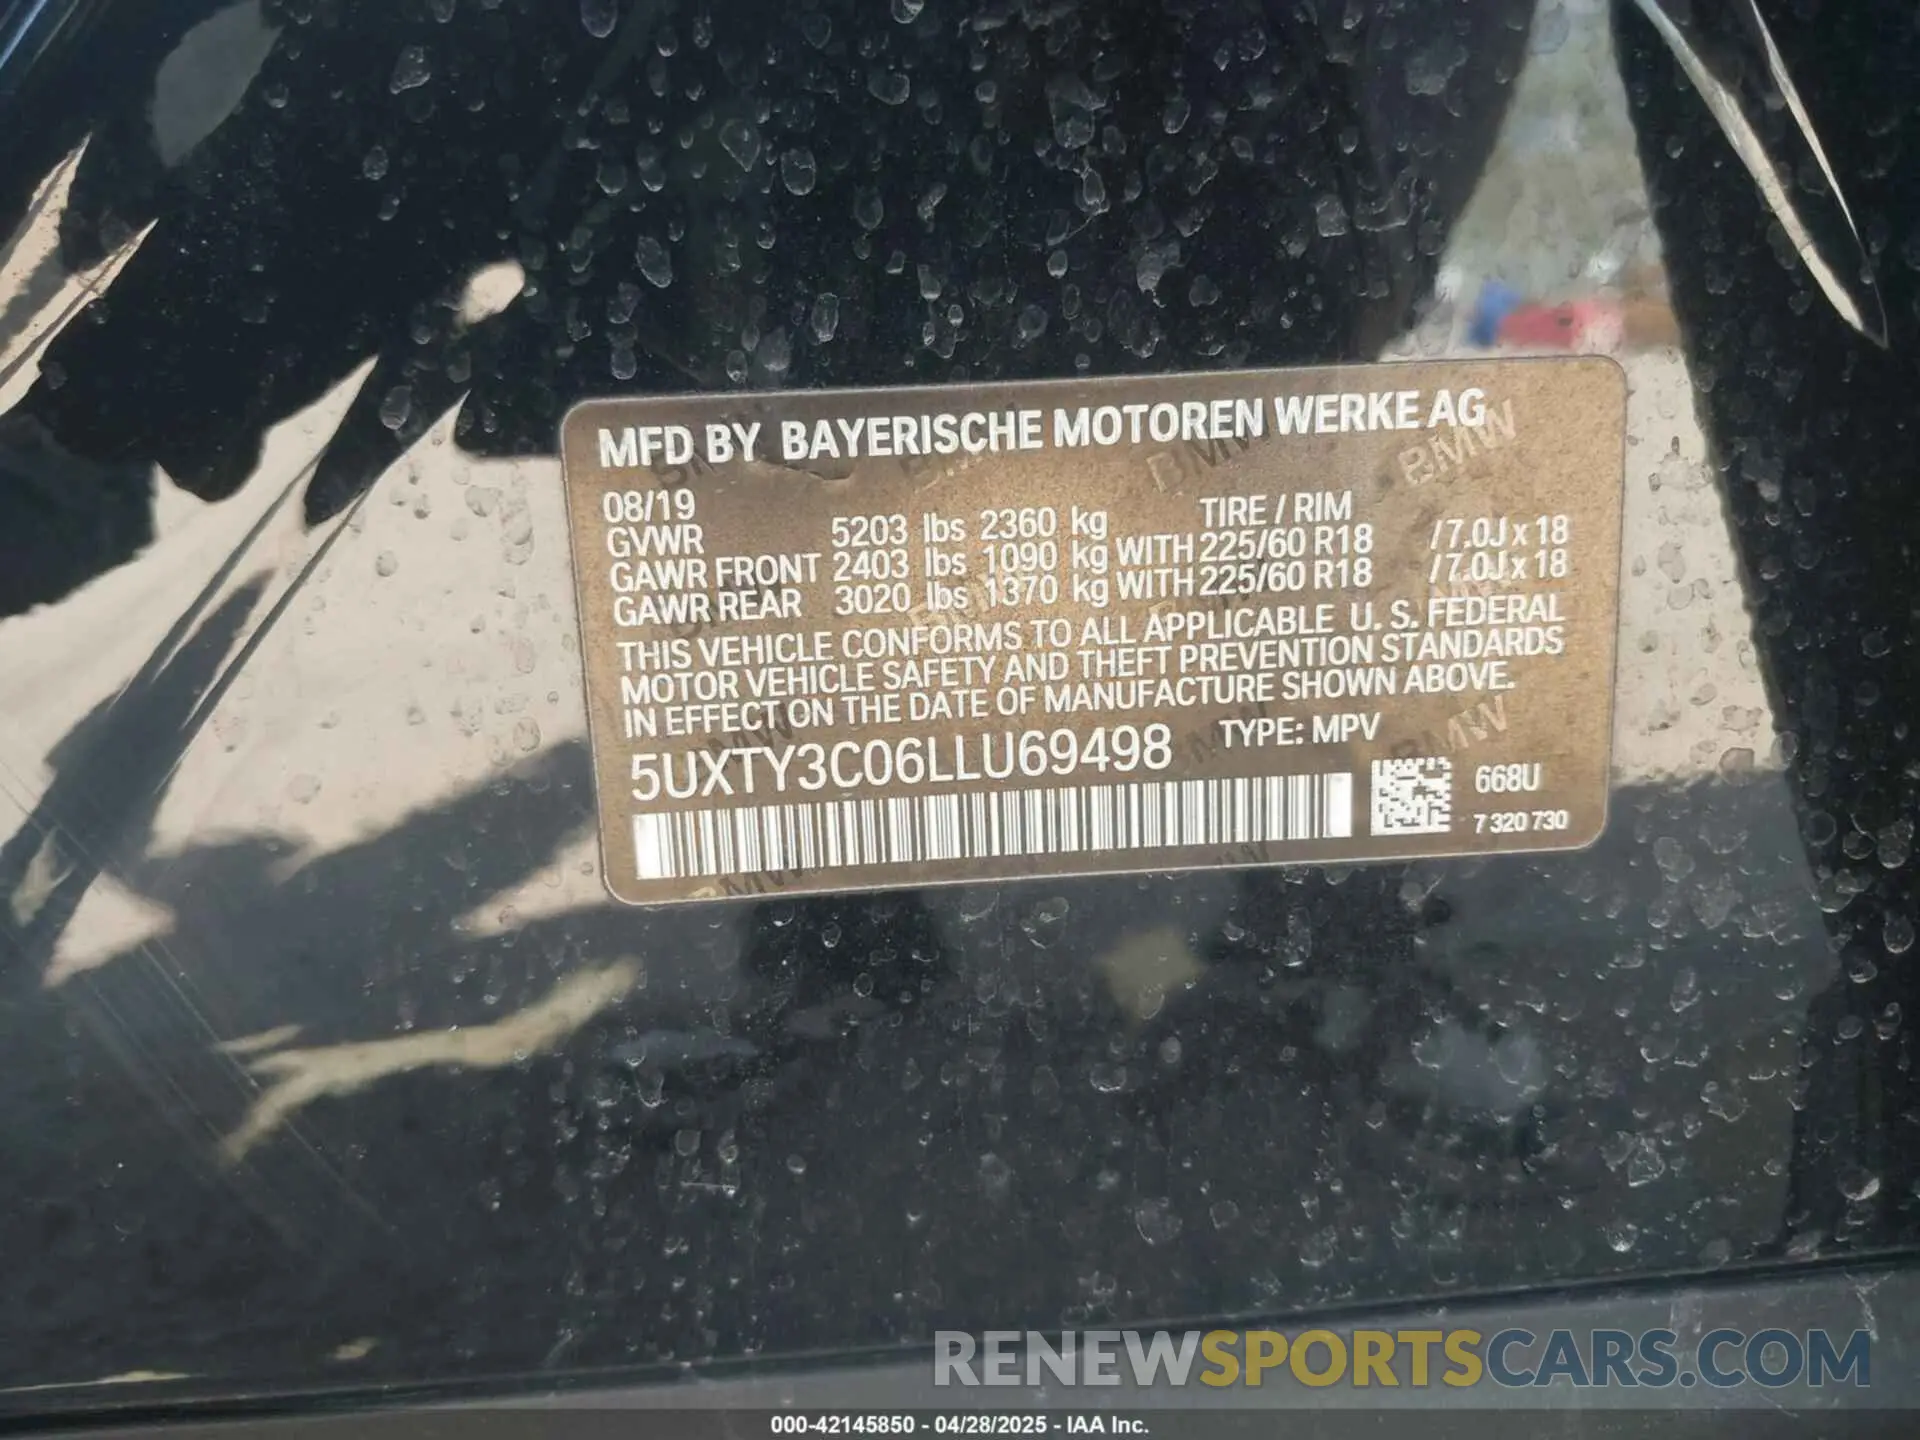 MFD BY BAYERISCHE MOTOREN WERKE AG
08/19 TIRE / RIM
GVWR 5203 lbs 2360 kg
GAWR FRONT 2403 lbs 1090 kg WITH 225/60 R18 / 7.0J x 18
GAWR REAR 3020 lbs 1370 kg WITH 225/60 R18 / 7.0J x 18
THIS VEHICLE CONFORMS TO ALL APPLICABLE U. S. FEDERAL
MOTOR VEHICLE SAFETY AND THEFT PREVENTION STANDARDS
IN EFFECT ON THE DATE OF MANUFACTURE SHOWN ABOVE.
5UXTY3C06LLU69498 TYPE: MPV
668U
7 320 730
RENEWSPORTSCARS.COM
000-42145850 - 04/28/2025 - IAA Inc.